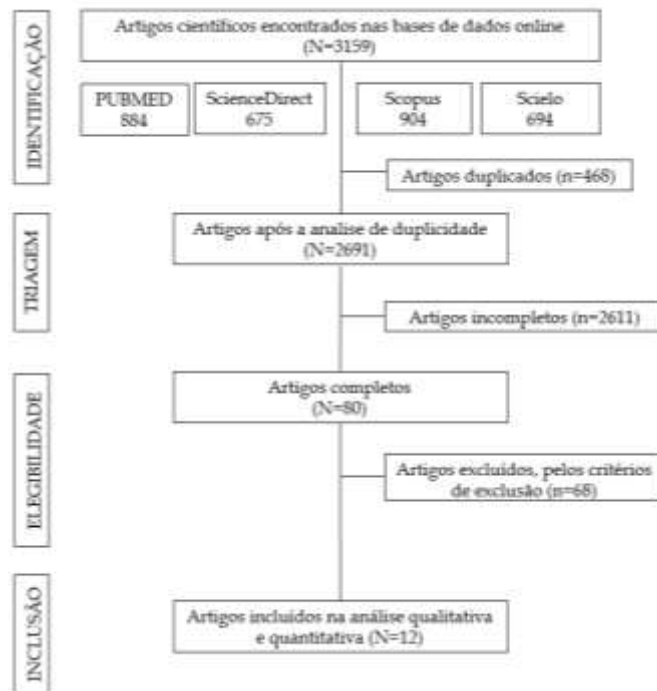 Artigos científicos encontrados nas bases de dados online
(N=3159)
IDENTIFICAÇÃO
PUBMED
884
ScienceDirect
675
Scopus
904
Scielo
694
Artigos duplicados (n=468)
TRIAGEM
Artigos após a analise de duplicidade
(N=2691)
Artigos incompletos (n=2611)
ELEGIBILIDADE
Artigos completos
(N=80)
Artigos excluídos, pelos critérios
de exclusão (n=68)
INCLUSÃO
Artigos incluídos na análise qualitativa
e quantitativa (N=12)